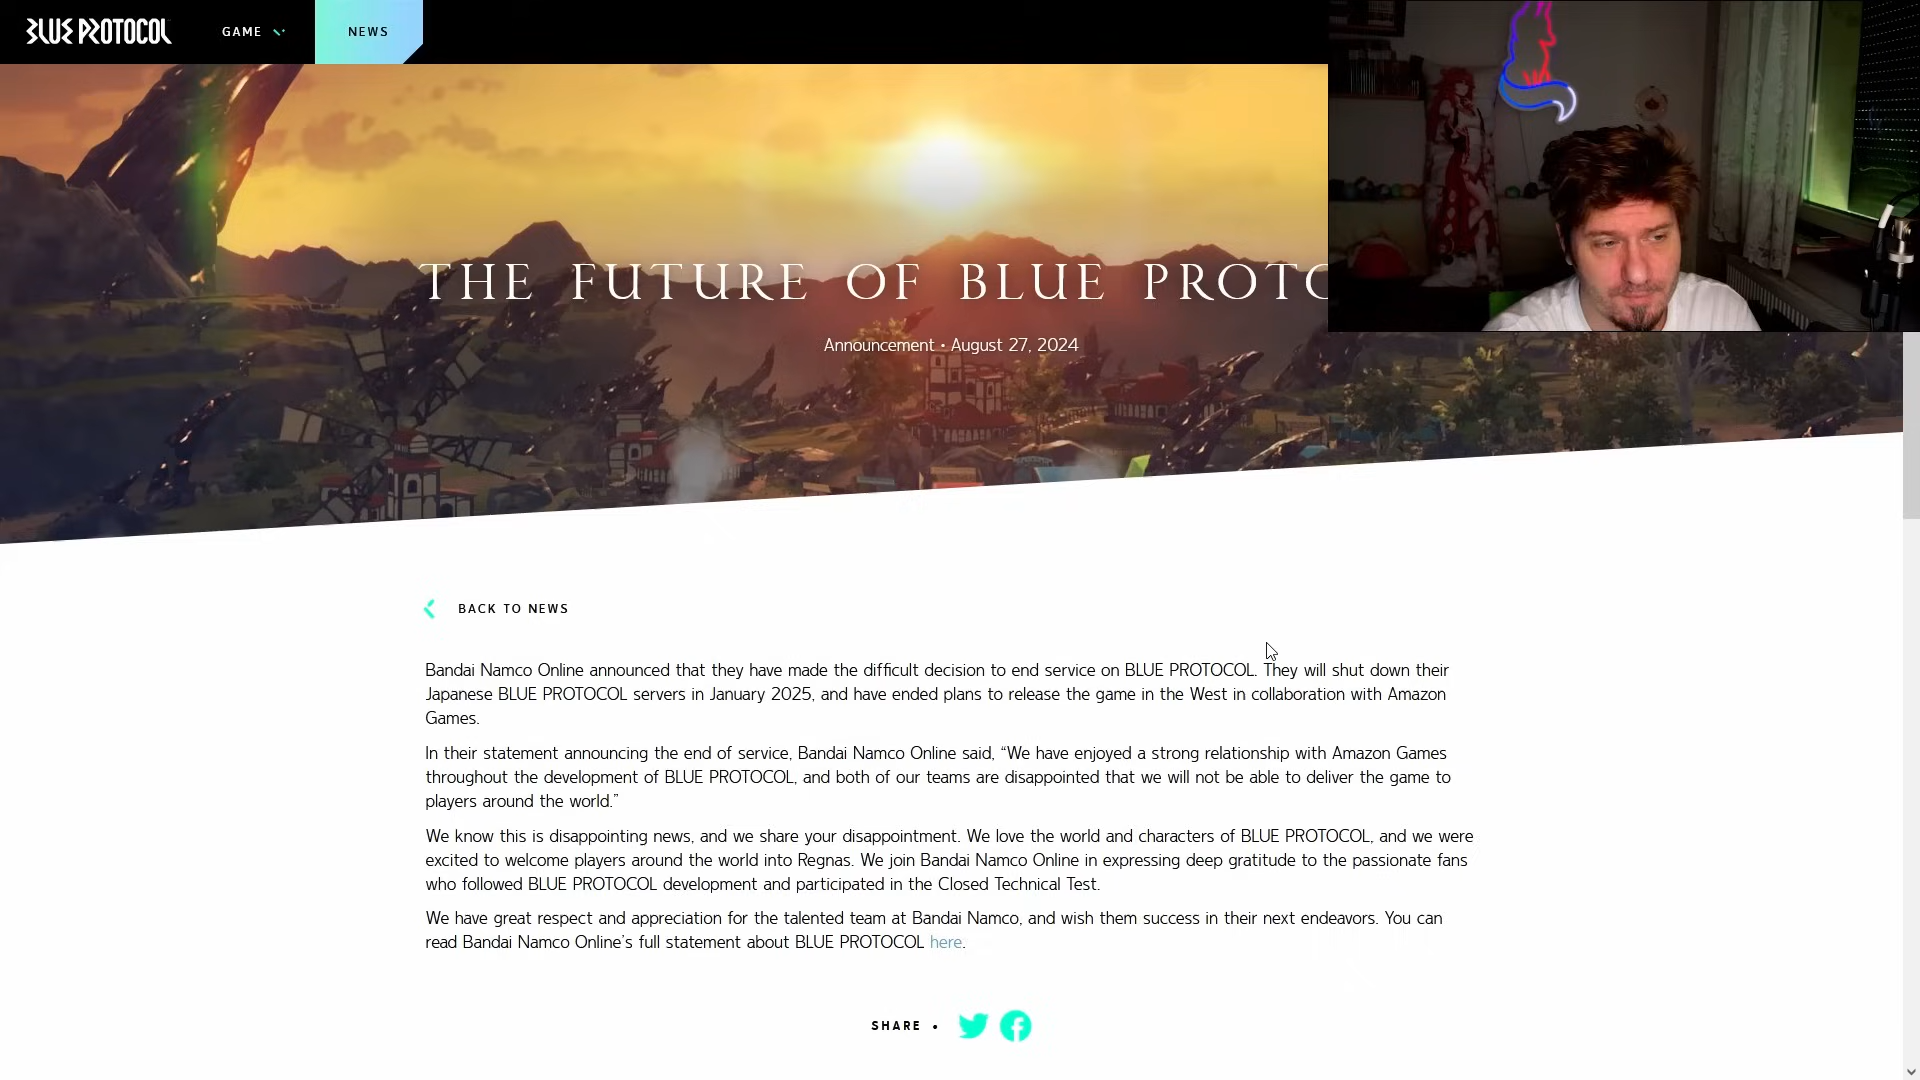 BLUE PROTOCOL
GAME
NEWS
THE FUTURE OF BLUE PROTO
Announcement • August 27, 2024
BACK TO NEWS
Bandai Namco Online announced that they have made the difficult decision to end service on BLUE PROTOCOL. They will shut down their
Japanese BLUE PROTOCOL servers in January 2025, and have ended plans to release the game in the West in collaboration with Amazon
Games.
In their statement announcing the end of service, Bandai Namco Online said, “We have enjoyed a strong relationship with Amazon Games
throughout the development of BLUE PROTOCOL, and both of our teams are disappointed that we will not be able to deliver the game to
players around the world.”
We know this is disappointing news, and we share your disappointment. We love the world and characters of BLUE PROTOCOL, and we were
excited to welcome players around the world into Regnas. We join Bandai Namco Online in expressing deep gratitude to the passionate fans
who followed BLUE PROTOCOL development and participated in the Closed Technical Test.
We have great respect and appreciation for the talented team at Bandai Namco, and wish them success in their next endeavors. You can
read Bandai Namco Online’s full statement about BLUE PROTOCOL here.
SHARE •